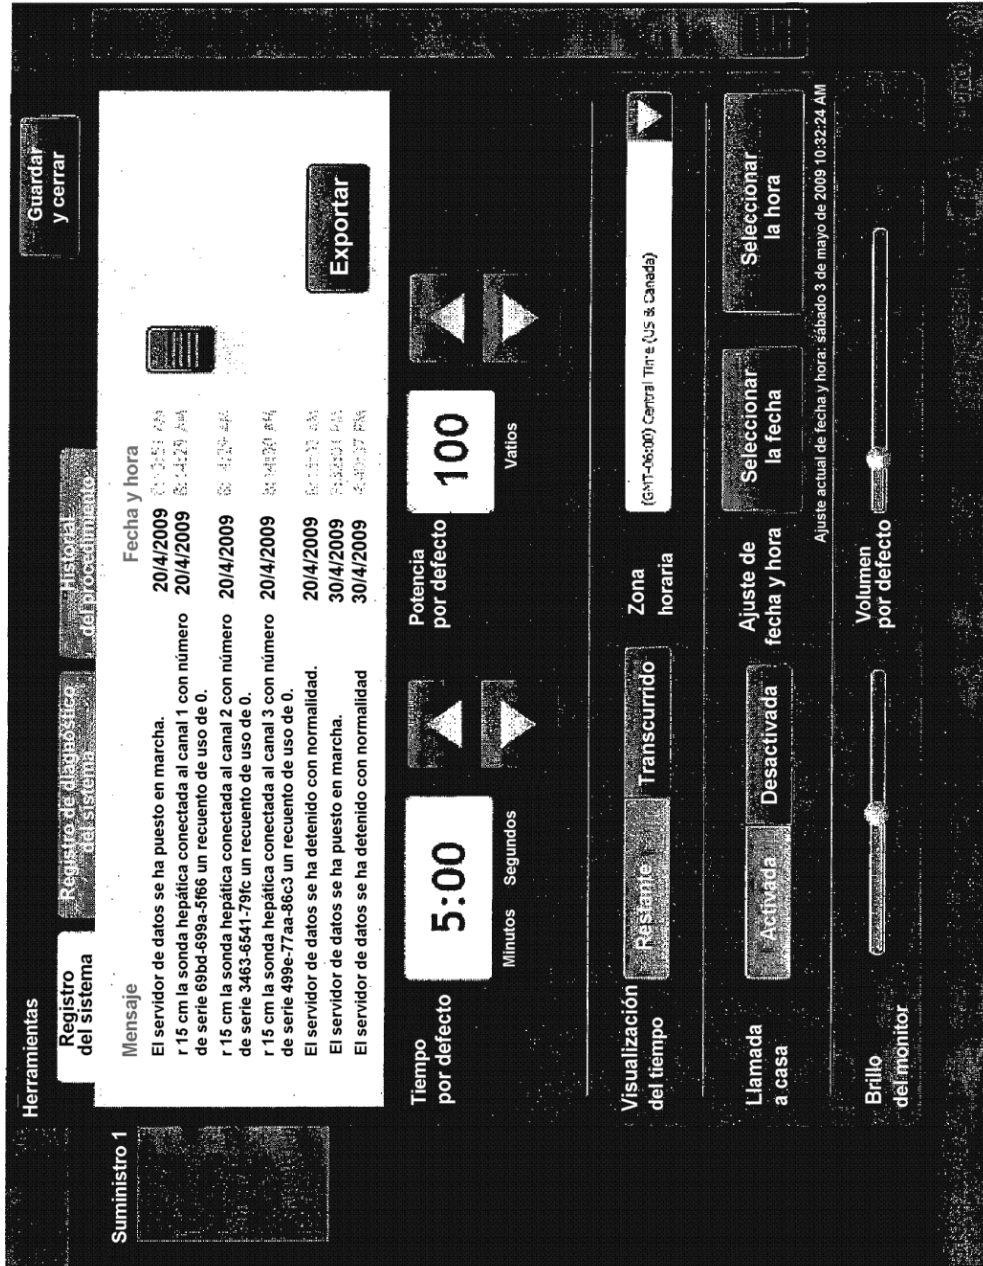 Herramientas
Guardar
y cerrar
Suministro 1
Registro
del sistema
Registro de diagnóstico
del sistema
Historial
del procedimiento
Mensaje
Fecha y hora
El servidor de datos se ha puesto en marcha.
20/4/2009
r 15 cm la sonda hepática conectada al canal 1 con número
de serie 69bd-699a-5f66 un recuento de uso de 0.
20/4/2009
r 15 cm la sonda hepática conectada al canal 2 con número
de serie 3463-6541-79fc un recuento de uso de 0.
20/4/2009
r 15 cm la sonda hepática conectada al canal 3 con número
de serie 499e-77aa-86c3 un recuento de uso de 0.
20/4/2009
El servidor de datos se ha detenido con normalidad.
20/4/2009
El servidor de datos se ha puesto en marcha.
30/4/2009
El servidor de datos se ha detenido con normalidad
30/4/2009
Exportar
Tiempo
por defecto
5:00
Minutos Segundos
Potencia
por defecto
100
Vatios
Visualización
del tiempo
Restante
Transcurrido
Zona
horaria
(GMT-06:00) Central Time (US & Canada)
Llamada
a casa
Activada
Desactivada
Ajuste de
fecha y hora
Seleccionar
la fecha
Seleccionar
la hora
Ajuste actual de fecha y hora: sábado 3 de mayo de 2009 10:32:24 AM
Brillo
del monitor
Volumen
por defecto